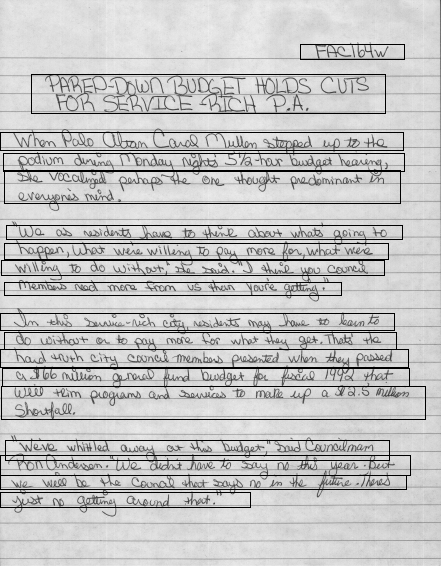 FAC164W
PARED-DOWN BUDGET HOLDS CUTS
FOR SERVICE-RICH P.A.
When Palo Altan Carol Mullen stepped up to the
podium during Monday nights' 5 1/2-hour budget hearing,
she vocalized perhaps the one thought predominant in
everyone's mind.
"We as residents have to think about what's going to
happen, what we're willing to pay more for, what we're
willing to do without," she said. "I think you council
members need more from us than you're getting."
In this service-rich city, residents may have to learn to
do without or to pay more for what they get. That's the
hard truth city council members presented when they passed
a $66 million general fund budget for fiscal 1992 that
will trim programs and services to make up a $2.5 million
shortfall.
"We've whittled away at this budget," said Councilman
Ron Anderson. "We didn't have to say no this year. But
we will be the Council that says no in the future. There's
just no getting around that."